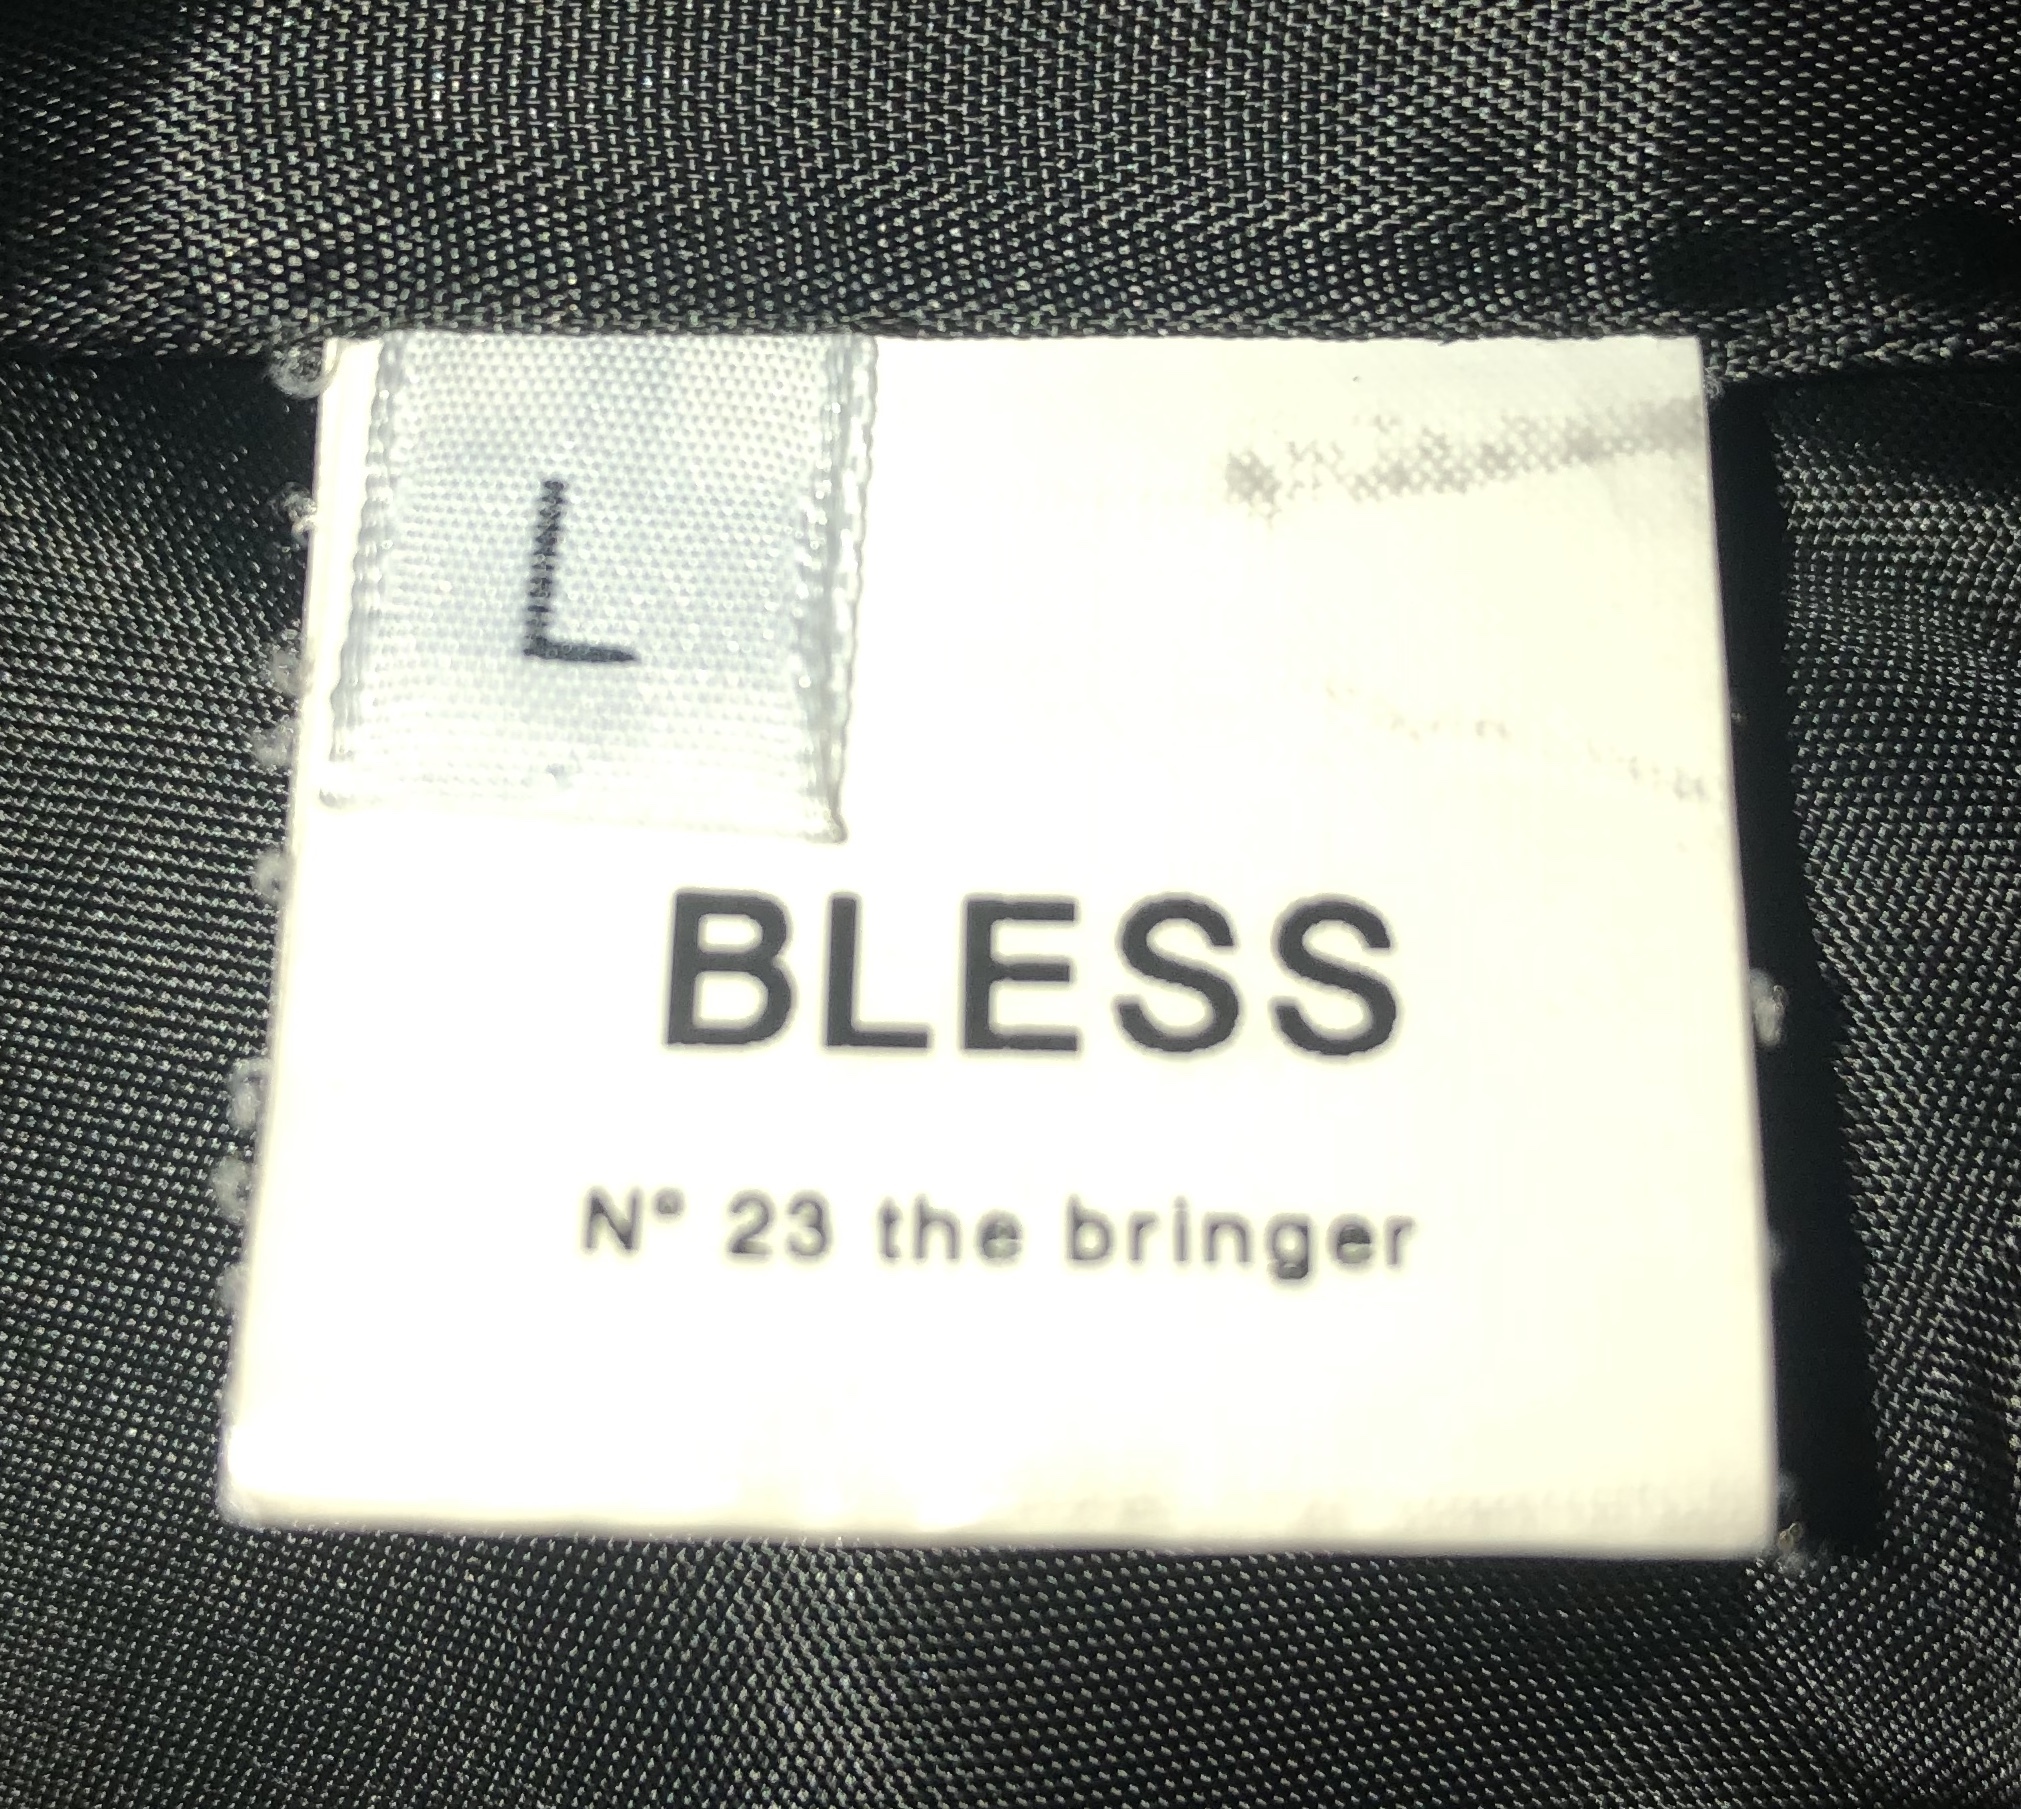 L
BLESS
N° 23 the bringer